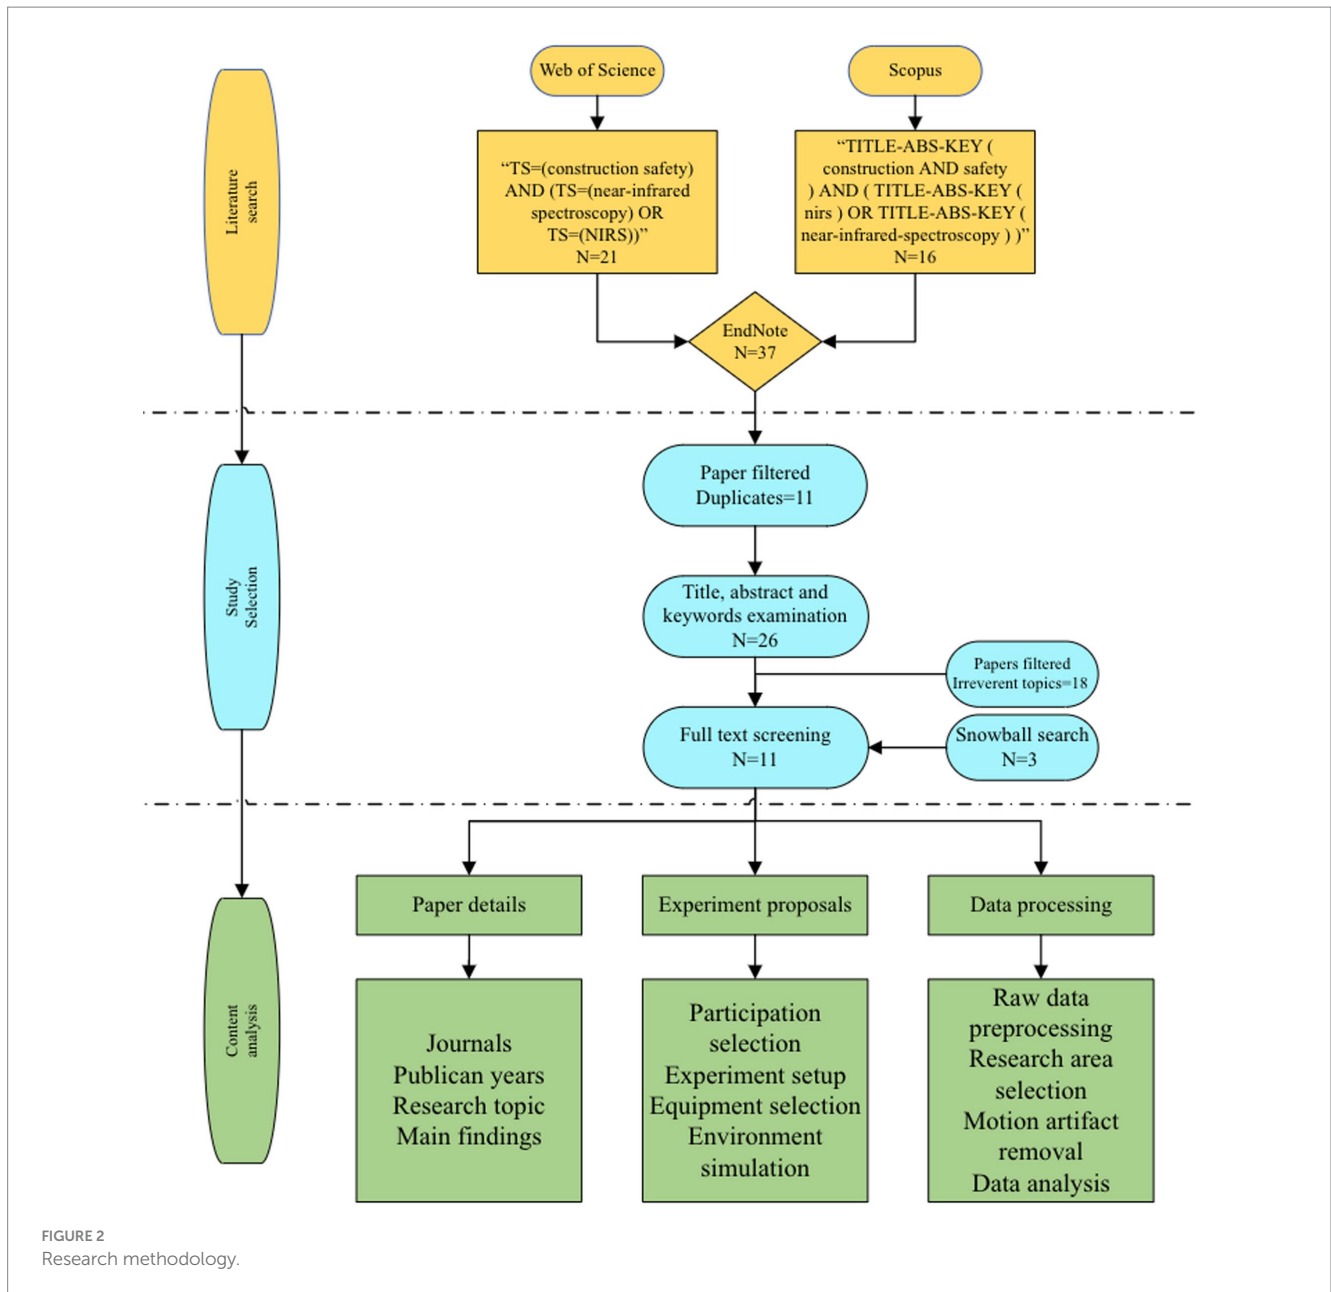 Web of Science
Scopus
Literature
search
“TS=(construction safety)
AND (TS=(near-infrared
spectroscopy) OR
TS=(NIRS))”
N=21
“TITLE-ABS-KEY (
construction AND safety
) AND ( TITLE-ABS-KEY (
nirs ) OR TITLE-ABS-KEY (
near-infrared-spectroscopy ) )”
N=16
EndNote
N=37
Study
Selection
Paper filtered
Duplicates=11
Title, abstract and
keywords examination
N=26
Papers filtered
Irreverent topics=18
Full text screening
N=11
Snowball search
N=3
Content
analysis
Paper details
Experiment proposals
Data processing
Journals
Publican years
Research topic
Main findings
Participation
selection
Experiment setup
Equipment selection
Environment
simulation
Raw data
preprocessing
Research area
selection
Motion artifact
removal
Data analysis
FIGURE 2
Research methodology.